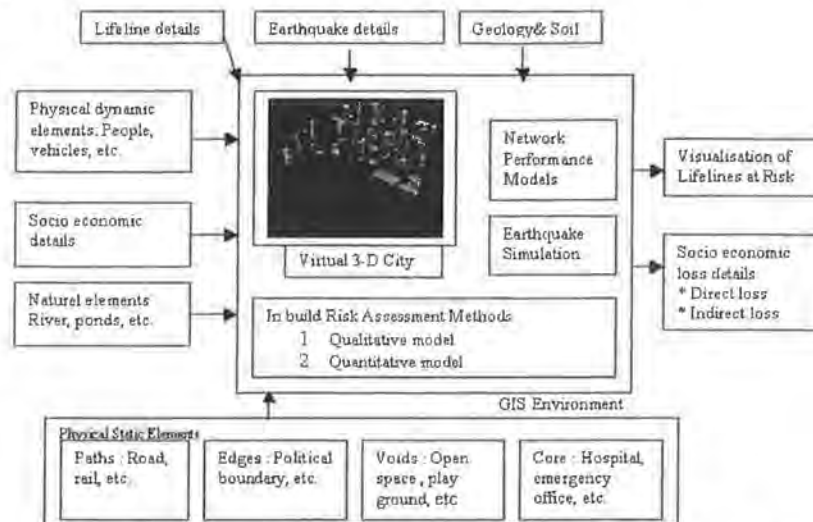 Lifeline details
Earthquake details
Geology& Soil
Physical dynamic
elements: People,
vehicles, etc.
Socio economic
details
Naturel elements
River, ponds, etc.
Virtual 3-D City
Network
Performance
Models
Earthquake
Simulation
In build Risk Assessment Methods
1 Qualitative model
2 Quantitative model
GIS Environment
Visualisation of
Lifelines at Risk
Socio economic
loss details
* Direct loss
* Indirect loss
Physical Static Elements
Paths : Road,
rail, etc.
Edges : Political
boundary, etc.
Voids : Open
space , play
ground, etc
Core : Hospital,
emergency
office, etc.